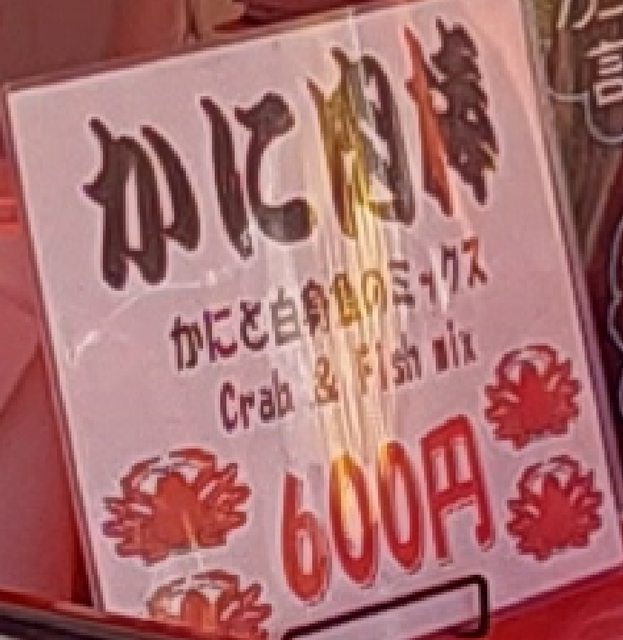 かに肉棒
かにと白身魚のミックス
Crab & Fish mix
600円